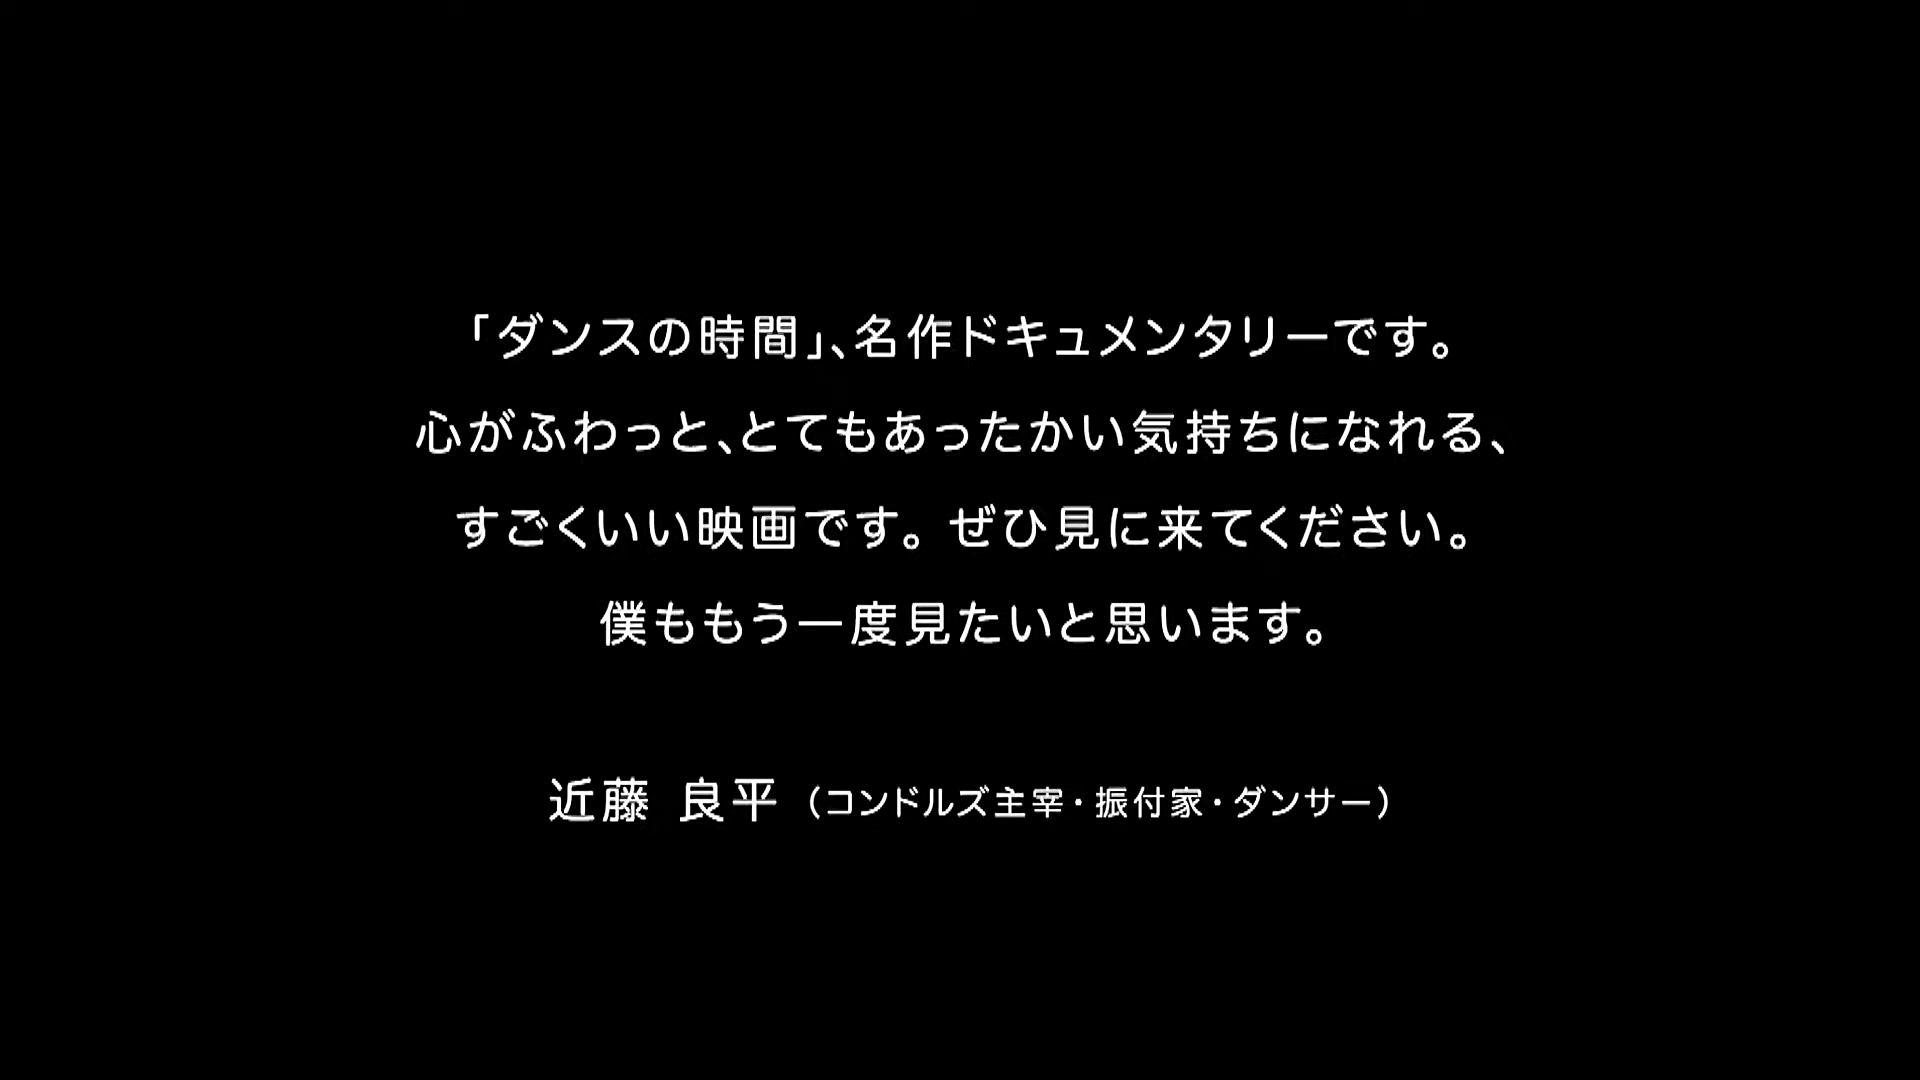 「ダンスの時間」、名作ドキュメンタリーです。
心がふわっと、とてもあったかい気持ちになれる、
すごくいい映画です。ぜひ見に来てください。
僕ももう一度見たいと思います。
近藤 良平（コンドルズ主宰・振付家・ダンサー）